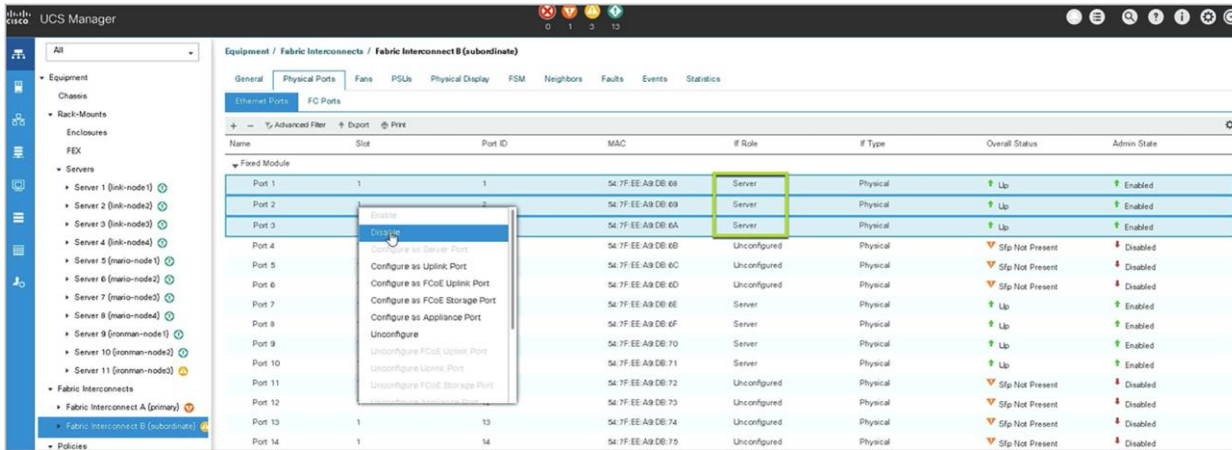 cisco UCS Manager
0 1 3 13
All
Equipment
Chassis
Rack-Mounts
Enclosures
FEX
Servers
Server 1 (link-node1)
Server 2 (link-node2)
Server 3 (link-node3)
Server 4 (link-node4)
Server 5 (mario-node1)
Server 6 (mario-node2)
Server 7 (mario-node3)
Server 8 (mario-node4)
Server 9 (ironman-node1)
Server 10 (ironman-node2)
Server 11 (ironman-node3)
Fabric Interconnects
Fabric Interconnect A (primary)
Fabric Interconnect B (subordinate)
Policies
Equipment / Fabric Interconnects / Fabric Interconnect B (subordinate)
General Physical Ports Fans PSUs Physical Display FSM Neighbors Faults Events Statistics
Ethernet Ports FC Ports
+ − Advanced Filter Export Print
Name Slot Port ID MAC If Role If Type Overall Status Admin State
Fixed Module
Port 1 1 1 54:7F:EE:A9:DB:68 Server Physical Up Enabled
Port 2 1 2 54:7F:EE:A9:DB:69 Server Physical Up Enabled
Port 3 54:7F:EE:A9:DB:6A Server Physical Up Enabled
Port 4 54:7F:EE:A9:DB:6B Unconfigured Physical Sfp Not Present Disabled
Port 5 54:7F:EE:A9:DB:6C Unconfigured Physical Sfp Not Present Disabled
Port 6 54:7F:EE:A9:DB:6D Unconfigured Physical Sfp Not Present Disabled
Port 7 54:7F:EE:A9:DB:6E Server Physical Up Enabled
Port 8 54:7F:EE:A9:DB:6F Server Physical Up Enabled
Port 9 54:7F:EE:A9:DB:70 Server Physical Up Enabled
Port 10 54:7F:EE:A9:DB:71 Server Physical Up Enabled
Port 11 54:7F:EE:A9:DB:72 Unconfigured Physical Sfp Not Present Disabled
Port 12 54:7F:EE:A9:DB:73 Unconfigured Physical Sfp Not Present Disabled
Port 13 1 13 54:7F:EE:A9:DB:74 Unconfigured Physical Sfp Not Present Disabled
Port 14 1 14 54:7F:EE:A9:DB:75 Unconfigured Physical Sfp Not Present Disabled
Enable
Disable
Configure as Server Port
Configure as Uplink Port
Configure as FCoE Uplink Port
Configure as FCoE Storage Port
Configure as Appliance Port
Unconfigure
Unconfigure FCoE Uplink Port
Unconfigure Uplink Port
Unconfigure FCoE Storage Port
Unconfigure Appliance Port